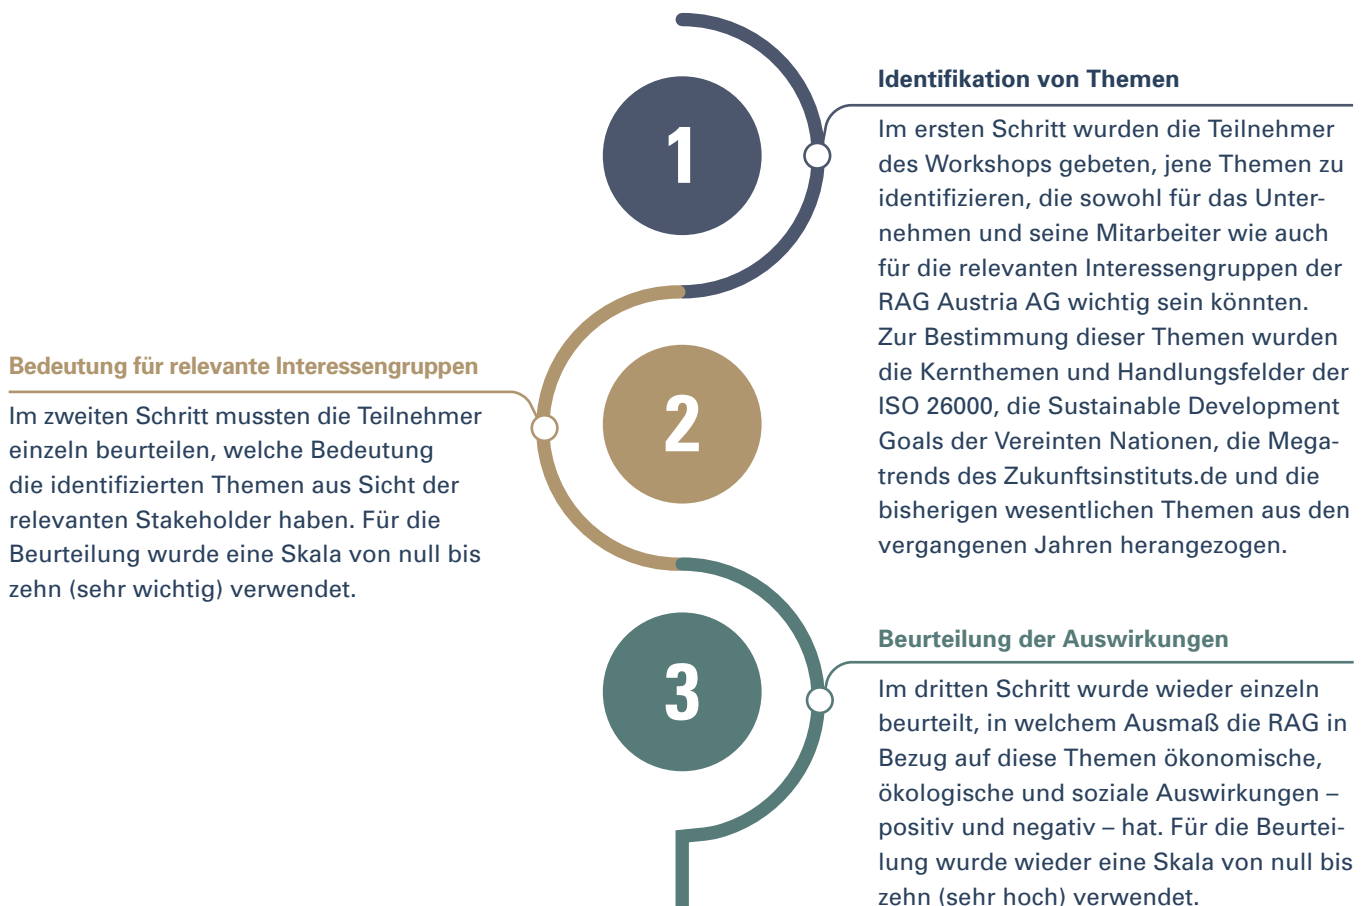 1
Identifikation von Themen
Im ersten Schritt wurden die Teilnehmer
des Workshops gebeten, jene Themen zu
identifizieren, die sowohl für das Unter-
nehmen und seine Mitarbeiter wie auch
für die relevanten Interessengruppen der
RAG Austria AG wichtig sein könnten.
Zur Bestimmung dieser Themen wurden
die Kernthemen und Handlungsfelder der
ISO 26000, die Sustainable Development
Goals der Vereinten Nationen, die Mega-
trends des Zukunftsinstituts.de und die
bisherigen wesentlichen Themen aus den
vergangenen Jahren herangezogen.
2
Bedeutung für relevante Interessengruppen
Im zweiten Schritt mussten die Teilnehmer
einzeln beurteilen, welche Bedeutung
die identifizierten Themen aus Sicht der
relevanten Stakeholder haben. Für die
Beurteilung wurde eine Skala von null bis
zehn (sehr wichtig) verwendet.
3
Beurteilung der Auswirkungen
Im dritten Schritt wurde wieder einzeln
beurteilt, in welchem Ausmaß die RAG in
Bezug auf diese Themen ökonomische,
ökologische und soziale Auswirkungen –
positiv und negativ – hat. Für die Beurtei-
lung wurde wieder eine Skala von null bis
zehn (sehr hoch) verwendet.